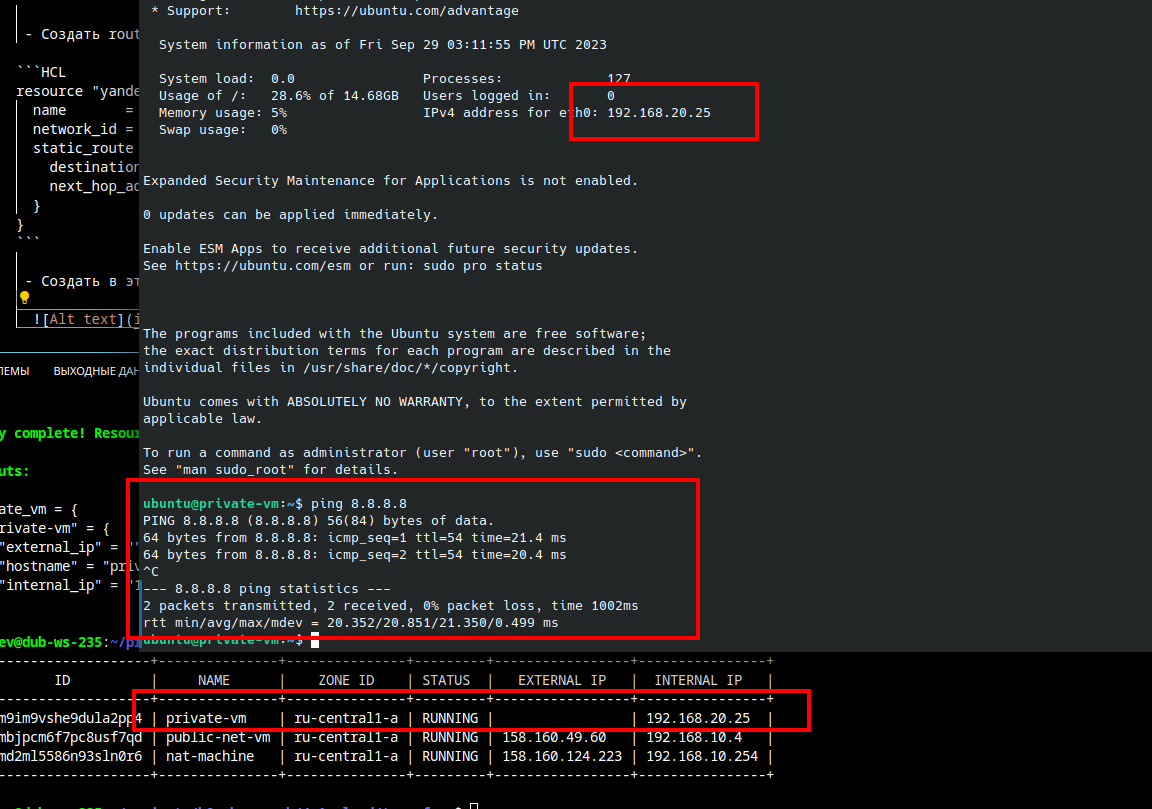 * Support:        https://ubuntu.com/advantage
- Создать rout
System information as of Fri Sep 29 03:11:55 PM UTC 2023
```HCL
resource "yande
name       =
network_id =
static_route
destination
next_hop_ad
}
}
```
System load:  0.0                Processes:             127
Usage of /:   28.6% of 14.68GB   Users logged in:       0
Memory usage: 5%                 IPv4 address for eth0: 192.168.20.25
Swap usage:   0%
Expanded Security Maintenance for Applications is not enabled.
0 updates can be applied immediately.
Enable ESM Apps to receive additional future security updates.
See https://ubuntu.com/esm or run: sudo pro status
- Создать в эт
![Alt text](i
The programs included with the Ubuntu system are free software;
the exact distribution terms for each program are described in the
individual files in /usr/share/doc/*/copyright.
ЛЕМЫ   ВЫХОДНЫЕ ДАН
Ubuntu comes with ABSOLUTELY NO WARRANTY, to the extent permitted by
applicable law.
y complete! Resour
uts:
To run a command as administrator (user "root"), use "sudo <command>".
See "man sudo_root" for details.
ate_vm = {
rivate-vm" = {
"external_ip" = ""
"hostname" = "priv
"internal_ip" = "1
ubuntu@private-vm:~$ ping 8.8.8.8
PING 8.8.8.8 (8.8.8.8) 56(84) bytes of data.
64 bytes from 8.8.8.8: icmp_seq=1 ttl=54 time=21.4 ms
64 bytes from 8.8.8.8: icmp_seq=2 ttl=54 time=20.4 ms
^C
--- 8.8.8.8 ping statistics ---
2 packets transmitted, 2 received, 0% packet loss, time 1002ms
rtt min/avg/max/mdev = 20.352/20.851/21.350/0.499 ms
ubuntu@private-vm:~$
ev@dub-ws-235:~/pi
ID | NAME | ZONE ID | STATUS | EXTERNAL IP | INTERNAL IP |
m9im9vshe9dula2pp4 | private-vm | ru-central1-a | RUNNING | | 192.168.20.25 |
mbjpcm6f7pc8usf7qd | public-net-vm | ru-central1-a | RUNNING | 158.160.49.60 | 192.168.10.4 |
md2ml5586n93sln0r6 | nat-machine | ru-central1-a | RUNNING | 158.160.124.223 | 192.168.10.254 |